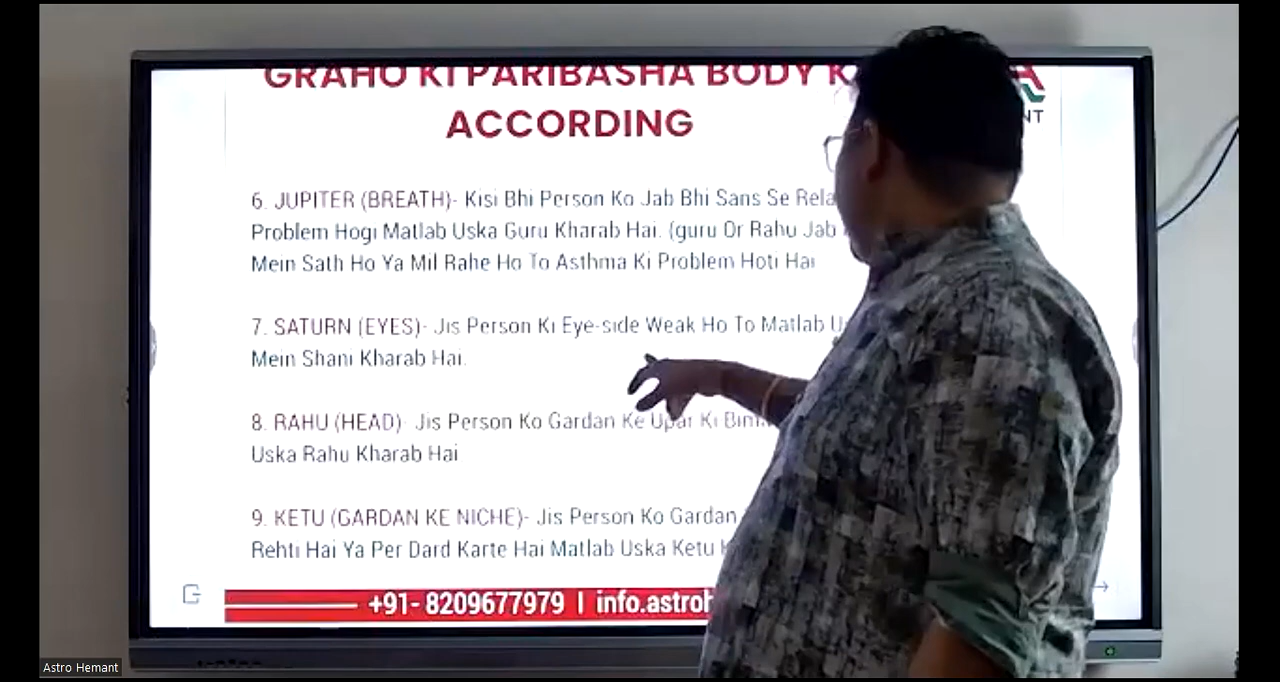 GRAHO KI PARIBASHA BODY
ACCORDING
NT
6. JUPITER (BREATH)- Kisi Bhi Person Ko Jab Bhi Sans Se
Problem Hogi Matlab Uska Guru Kharab Hai. (guru Or Rahu Jab
Mein Sath Ho Ya Mil Rahe Ho To Asthma Ki Problem Hoti Hai
7. SATURN (EYES)- Jis Person Ki Eye-side Weak Ho To Matlab
Mein Shani Kharab Hai.
8. RAHU (HEAD)- Jis Person Ko Gardan Ke Upar Ki
Uska Rahu Kharab Hai
9. KETU (GARDAN KE NICHE)- Jis Person Ko Gardan
Rehti Hai Ya Per Dard Karte Hai Matlab Uska Ketu
+91- 8209677979 | info.astroh
Astro Hemant